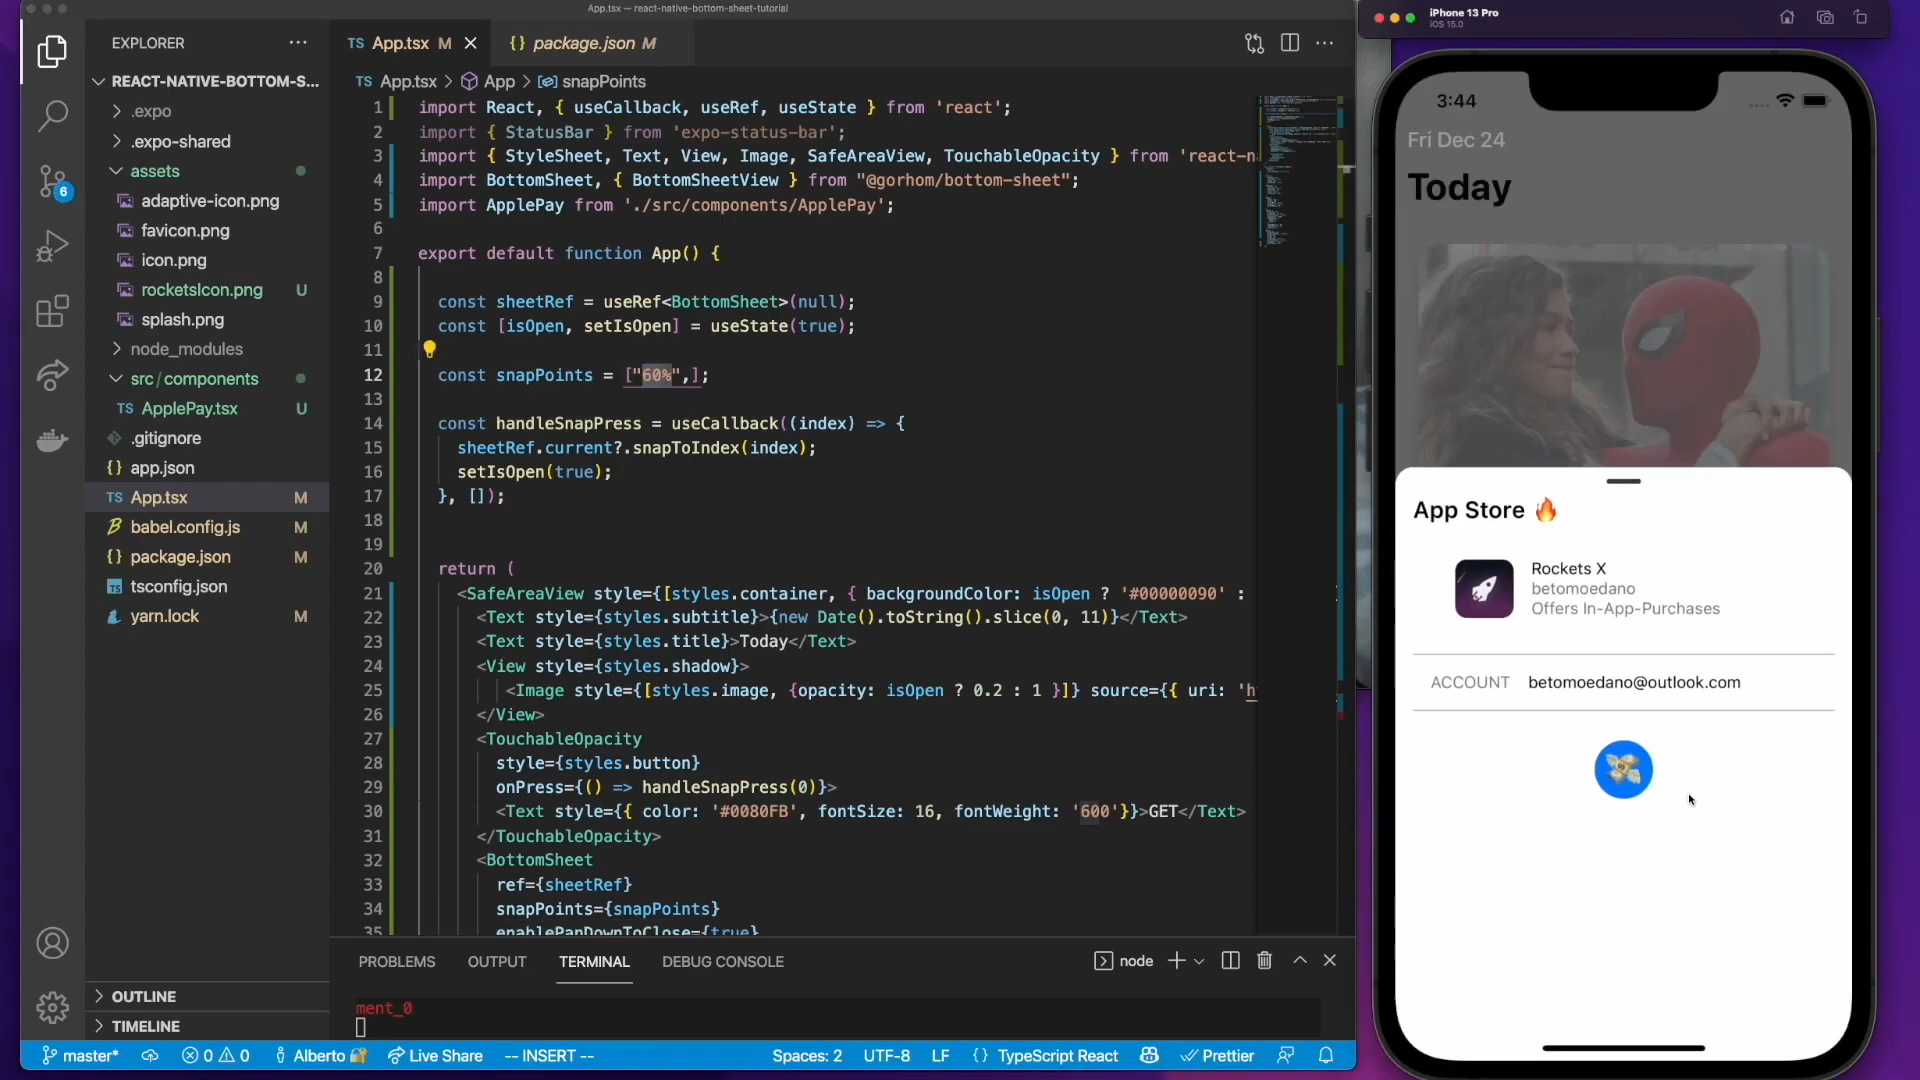 App.tsx — react-native-bottom-sheet-tutorial
EXPLORER
REACT-NATIVE-BOTTOM-S...
.expo
.expo-shared
assets
adaptive-icon.png
favicon.png
icon.png
rocketsIcon.png U
splash.png
node_modules
src/components
TS ApplePay.tsx U
.gitignore
{} app.json
TS App.tsx M
babel.config.js M
{} package.json M
tsconfig.json
yarn.lock M
OUTLINE
TIMELINE
6
TS App.tsx M
{} package.json M
TS App.tsx > App > snapPoints
1 import React, { useCallback, useRef, useState } from 'react';
2 import { StatusBar } from 'expo-status-bar';
3 import { StyleSheet, Text, View, Image, SafeAreaView, TouchableOpacity } from 'react-n
4 import BottomSheet, { BottomSheetView } from "@gorhom/bottom-sheet";
5 import ApplePay from './src/components/ApplePay';
6
7 export default function App() {
8
9 const sheetRef = useRef<BottomSheet>(null);
10 const [isOpen, setIsOpen] = useState(true);
11
12 const snapPoints = ["60%",];
13
14 const handleSnapPress = useCallback((index) => {
15 sheetRef.current?.snapToIndex(index);
16 setIsOpen(true);
17 }, []);
18
19
20 return (
21 <SafeAreaView style={[styles.container, { backgroundColor: isOpen ? '#00000090' :
22 <Text style={styles.subtitle}>{new Date().toString().slice(0, 11)}</Text>
23 <Text style={styles.title}>Today</Text>
24 <View style={styles.shadow}>
25 <Image style={[styles.image, {opacity: isOpen ? 0.2 : 1 }]} source={{ uri: 'h
26 </View>
27 <TouchableOpacity
28 style={styles.button}
29 onPress={() => handleSnapPress(0)}>
30 <Text style={{ color: '#0080FB', fontSize: 16, fontWeight: '600'}}>GET</Text>
31 </TouchableOpacity>
32 <BottomSheet
33 ref={sheetRef}
34 snapPoints={snapPoints}
35 enablePanDownToClose={true}
PROBLEMS
OUTPUT
TERMINAL
DEBUG CONSOLE
node
ment_0
master*
0 0
Alberto
Live Share
-- INSERT --
Spaces: 2
UTF-8
LF
{} TypeScript React
Prettier
iPhone 13 Pro
iOS 15.0
3:44
Fri Dec 24
Today
App Store 🔥
Rockets X
betomoedano
Offers In-App-Purchases
ACCOUNT betomoedano@outlook.com